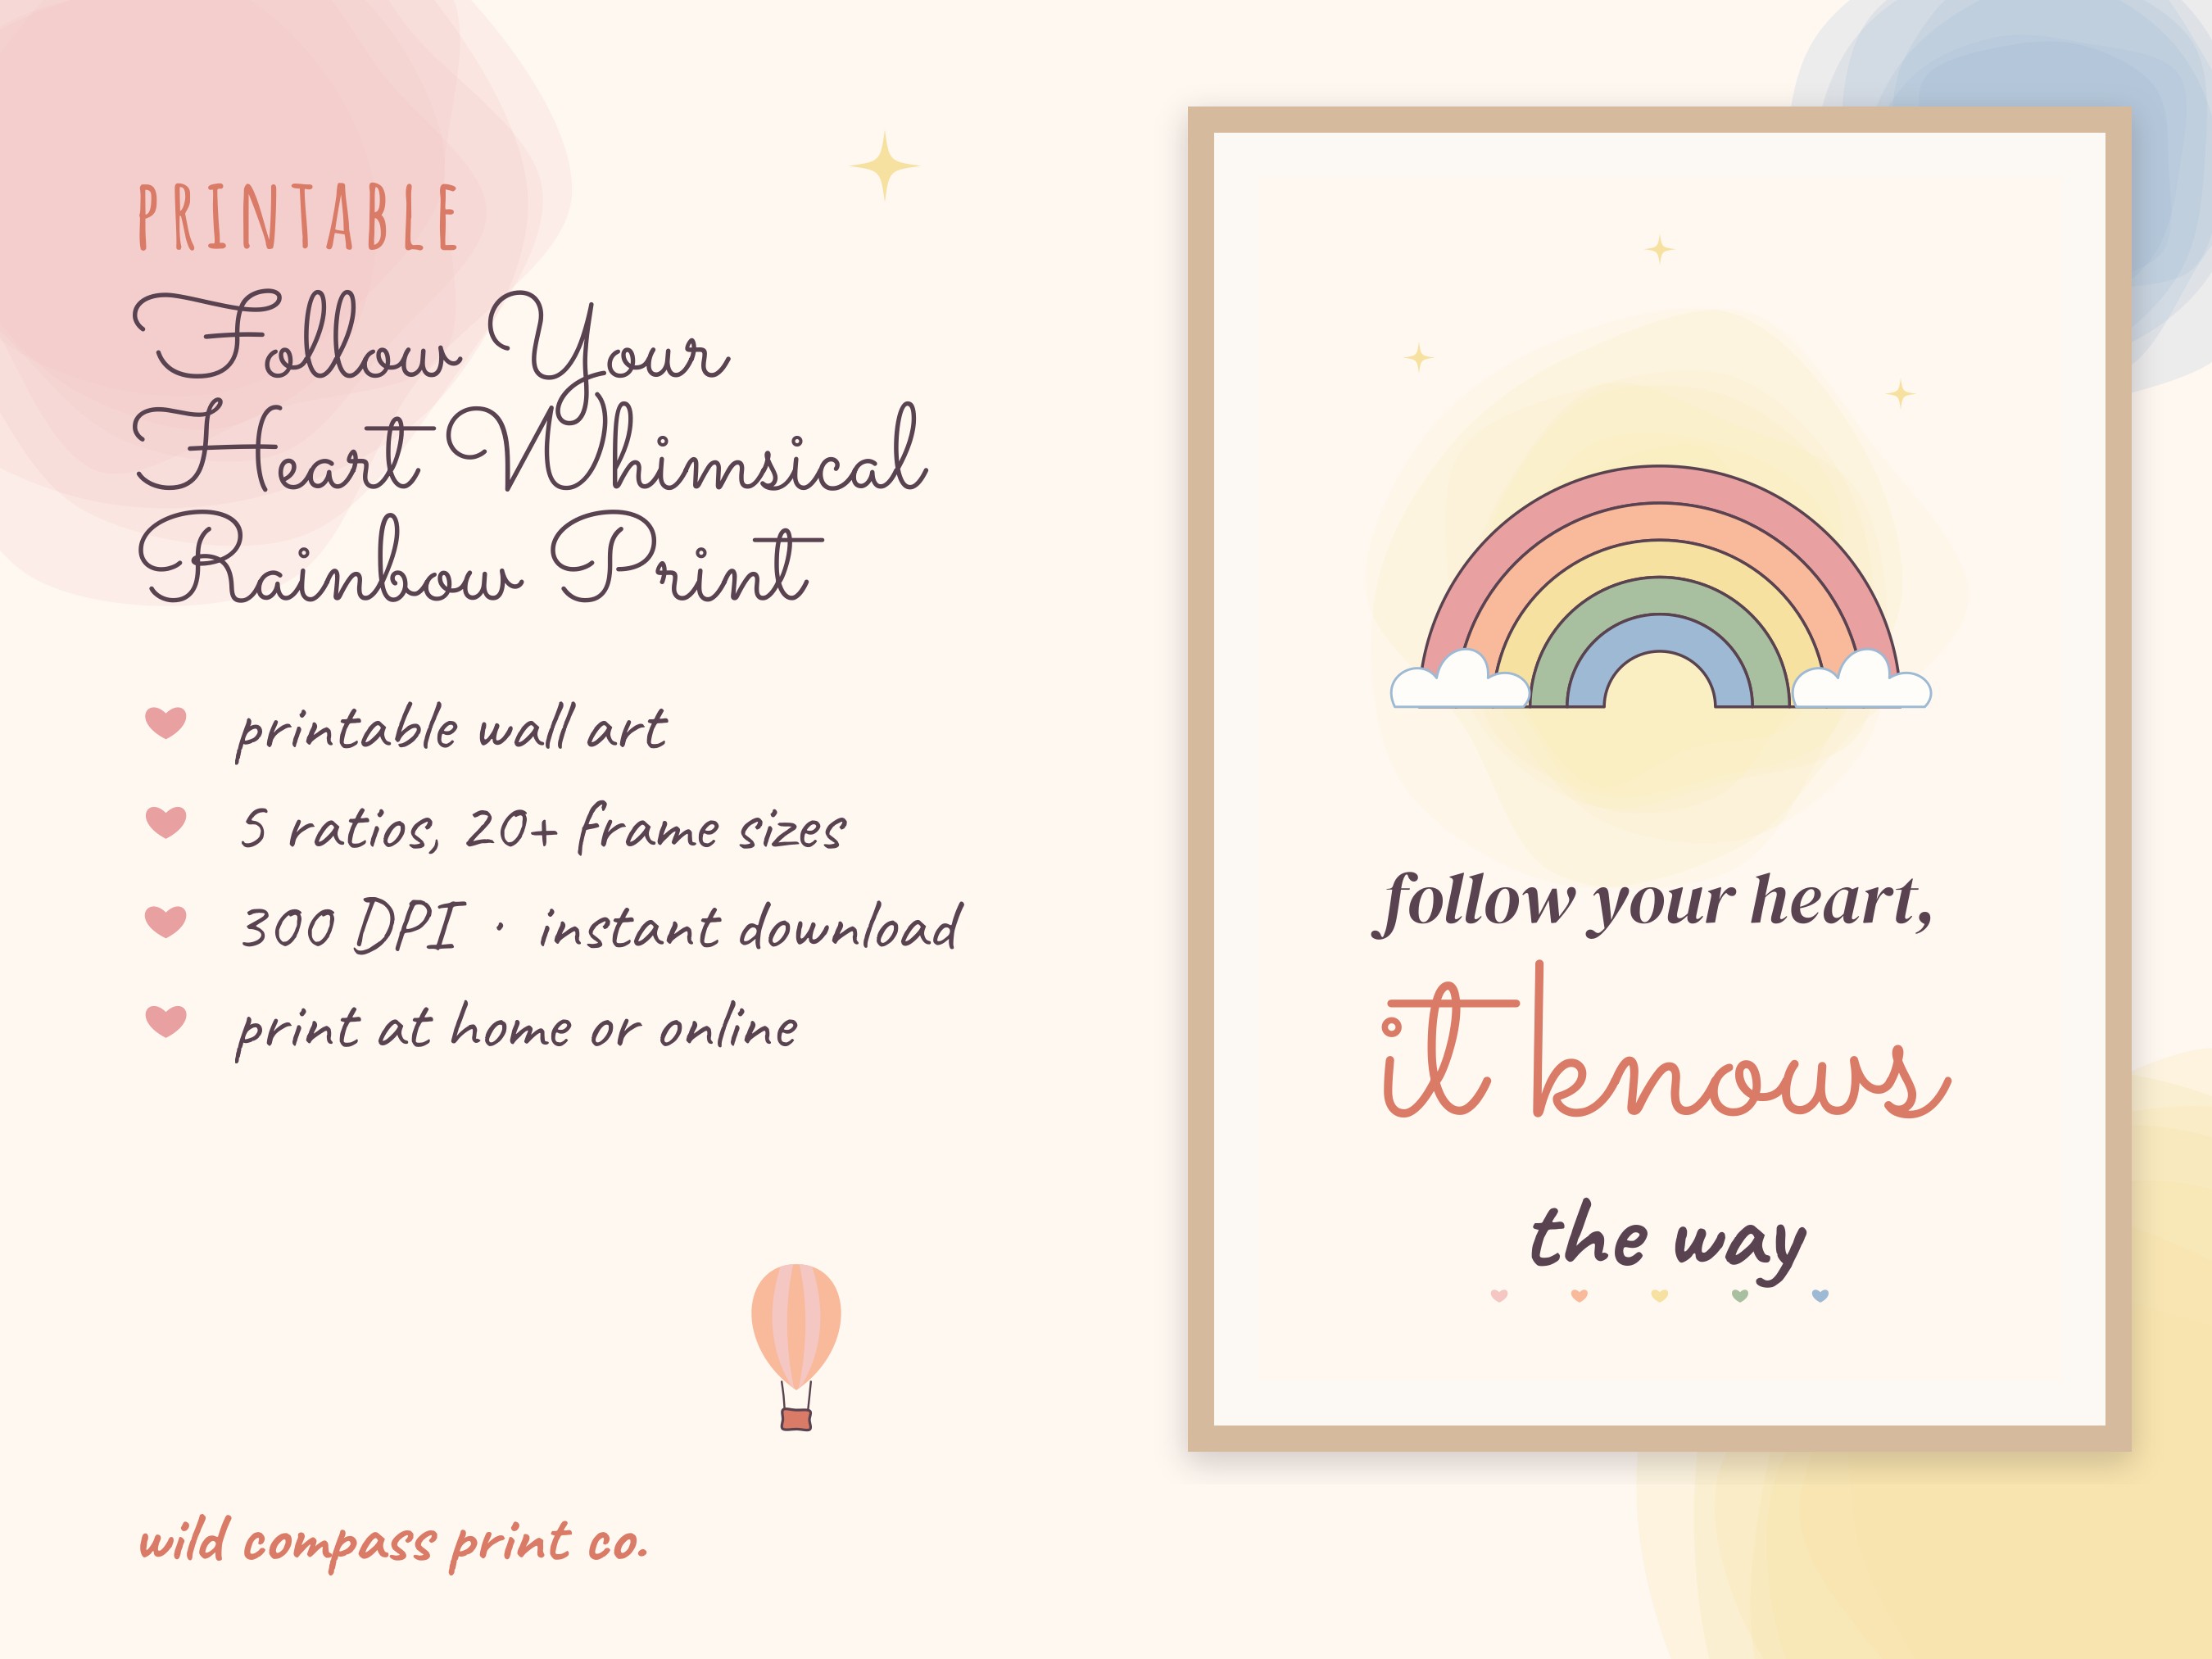 PRINTABLE
Follow Your
Heart Whimsical
Rainbow Print
printable wall art
5 ratios, 20+ frame sizes
300 DPI · instant download
print at home or online
wild compass print co.
follow your heart,
it knows
the way